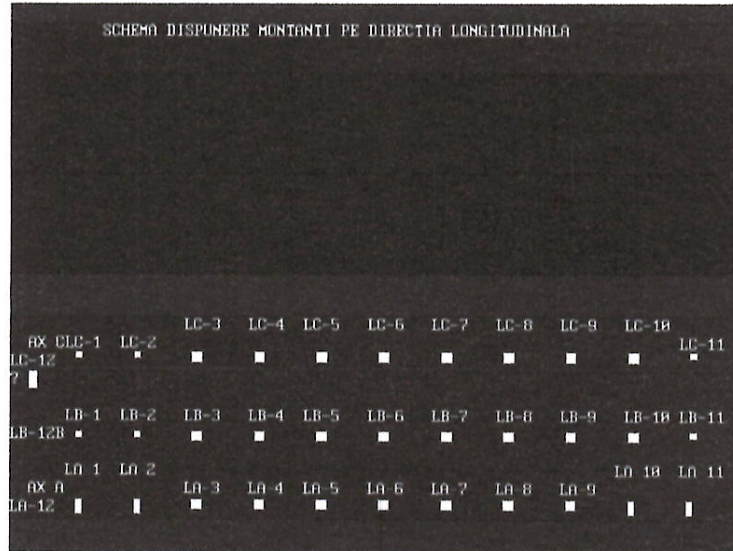 SCHEMA DISPUNERE MONTANTI PE DIRECTIA LONGITUDINALA
LC-3 LC-4 LC-5 LC-6 LC-7 LC-8 LC-9 LC-10
AX CLC-1 LC-2 LC-11
LC-12
?
LB-1 LB-2 LB-3 LB-4 LB-5 LB-6 LB-7 LB-8 LB-9 LB-10 LB-11
LB-12B
LA 1 LA 2 LA 10 LA 11
AX A LA-3 LA-4 LA-5 LA-6 LA-7 LA-8 LA-9
LA-12